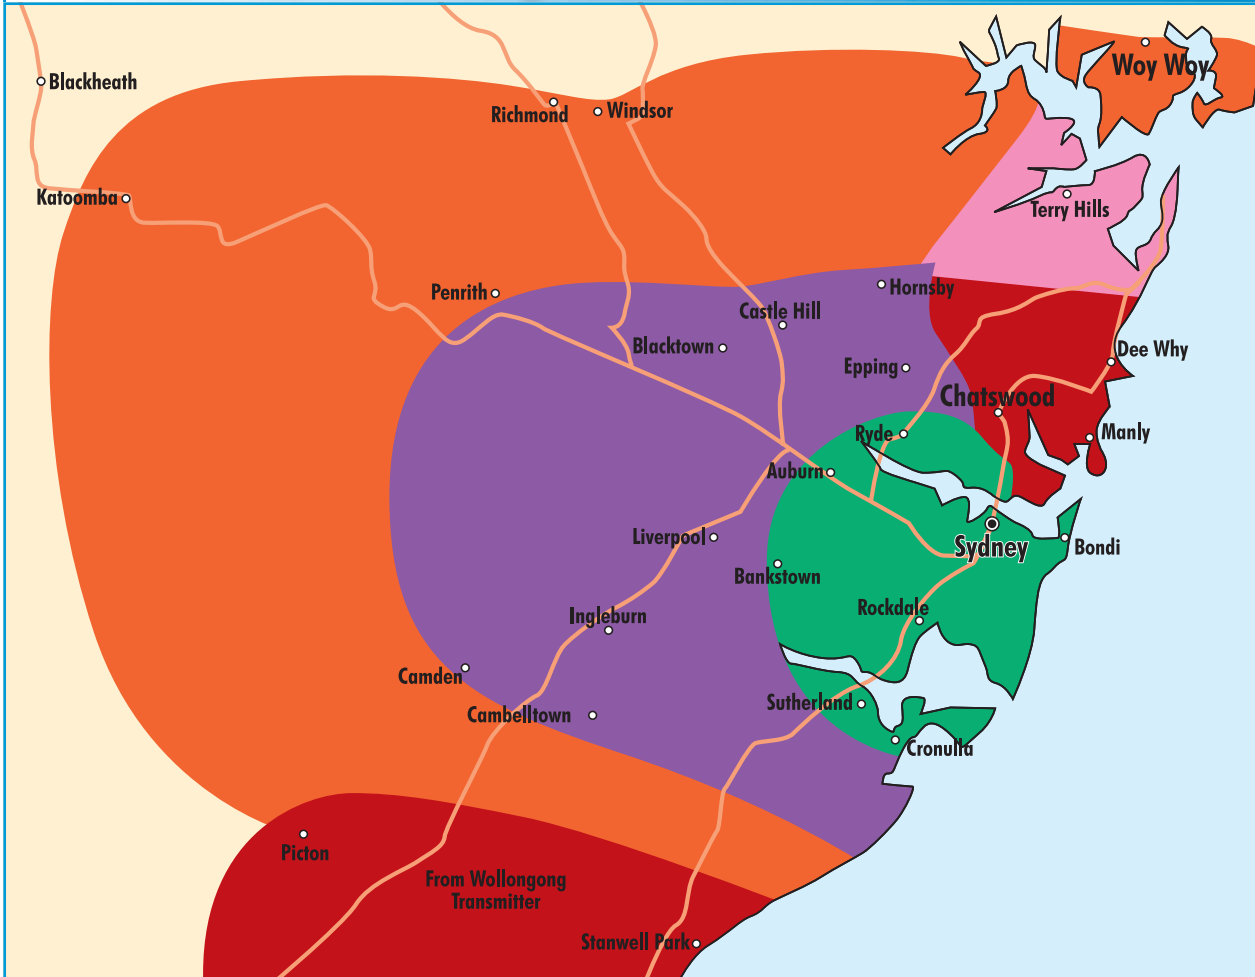 Woy Woy
Blackheath
Richmond
Windsor
Katoomba
Terry Hills
Penrith
Hornsby
Castle Hill
Blacktown
Dee Why
Epping
Chatswood
Ryde
Manly
Auburn
Liverpool
Sydney
Bondi
Bankstown
Ingleburn
Rockdale
Camden
Sutherland
Cambelltown
Cronulla
Picton
From Wollongong
Transmitter
Stanwell Park